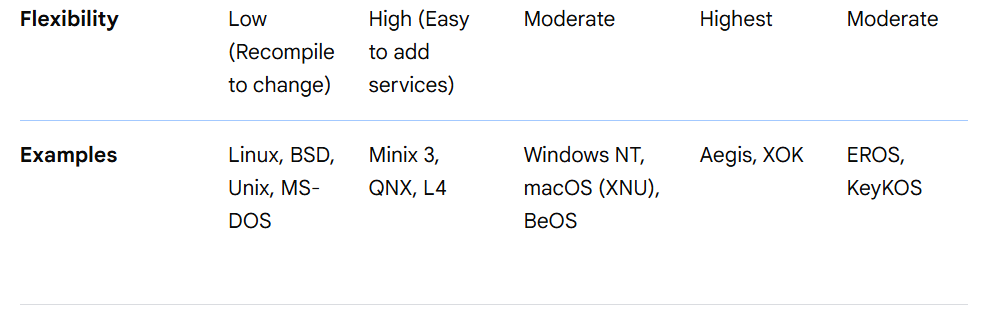 Flexibility
Low
(Recompile
to change)
High (Easy
to add
services)
Moderate
Highest
Moderate
Examples
Linux, BSD,
Unix, MS-
DOS
Minix 3,
QNX, L4
Windows NT,
macOS (XNU),
BeOS
Aegis, XOK
EROS,
KeyKOS